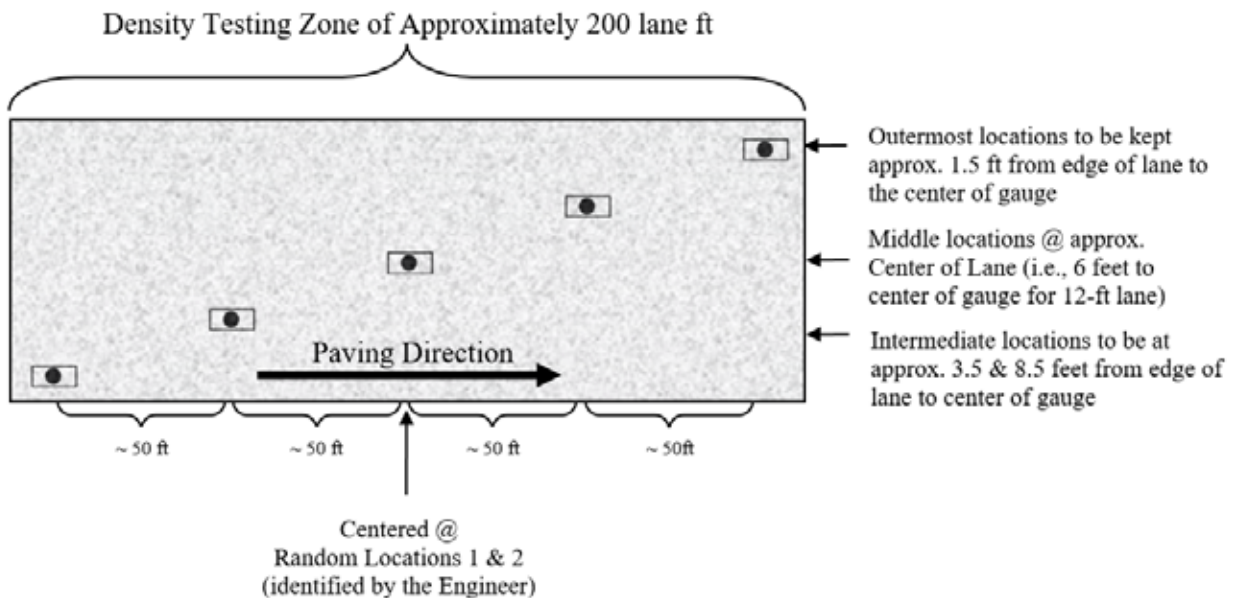 Density Testing Zone of Approximately 200 lane ft
Outermost locations to be kept
approx. 1.5 ft from edge of lane to
the center of gauge
Middle locations @ approx.
Center of Lane (i.e., 6 feet to
center of gauge for 12-ft lane)
Intermediate locations to be at
approx. 3.5 & 8.5 feet from edge of
lane to center of gauge
Paving Direction
~ 50 ft
~ 50 ft
~ 50 ft
~ 50ft
Centered @
Random Locations 1 & 2
(identified by the Engineer)